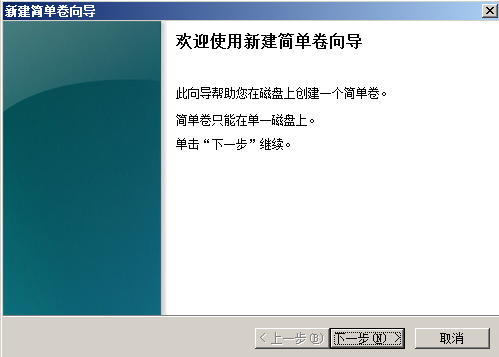 新建简单卷向导
欢迎使用新建简单卷向导
此向导帮助您在磁盘上创建一个简单卷。
简单卷只能在单一磁盘上。
单击“下一步”继续。
< 上一步(B) 下一步(N) > 取消